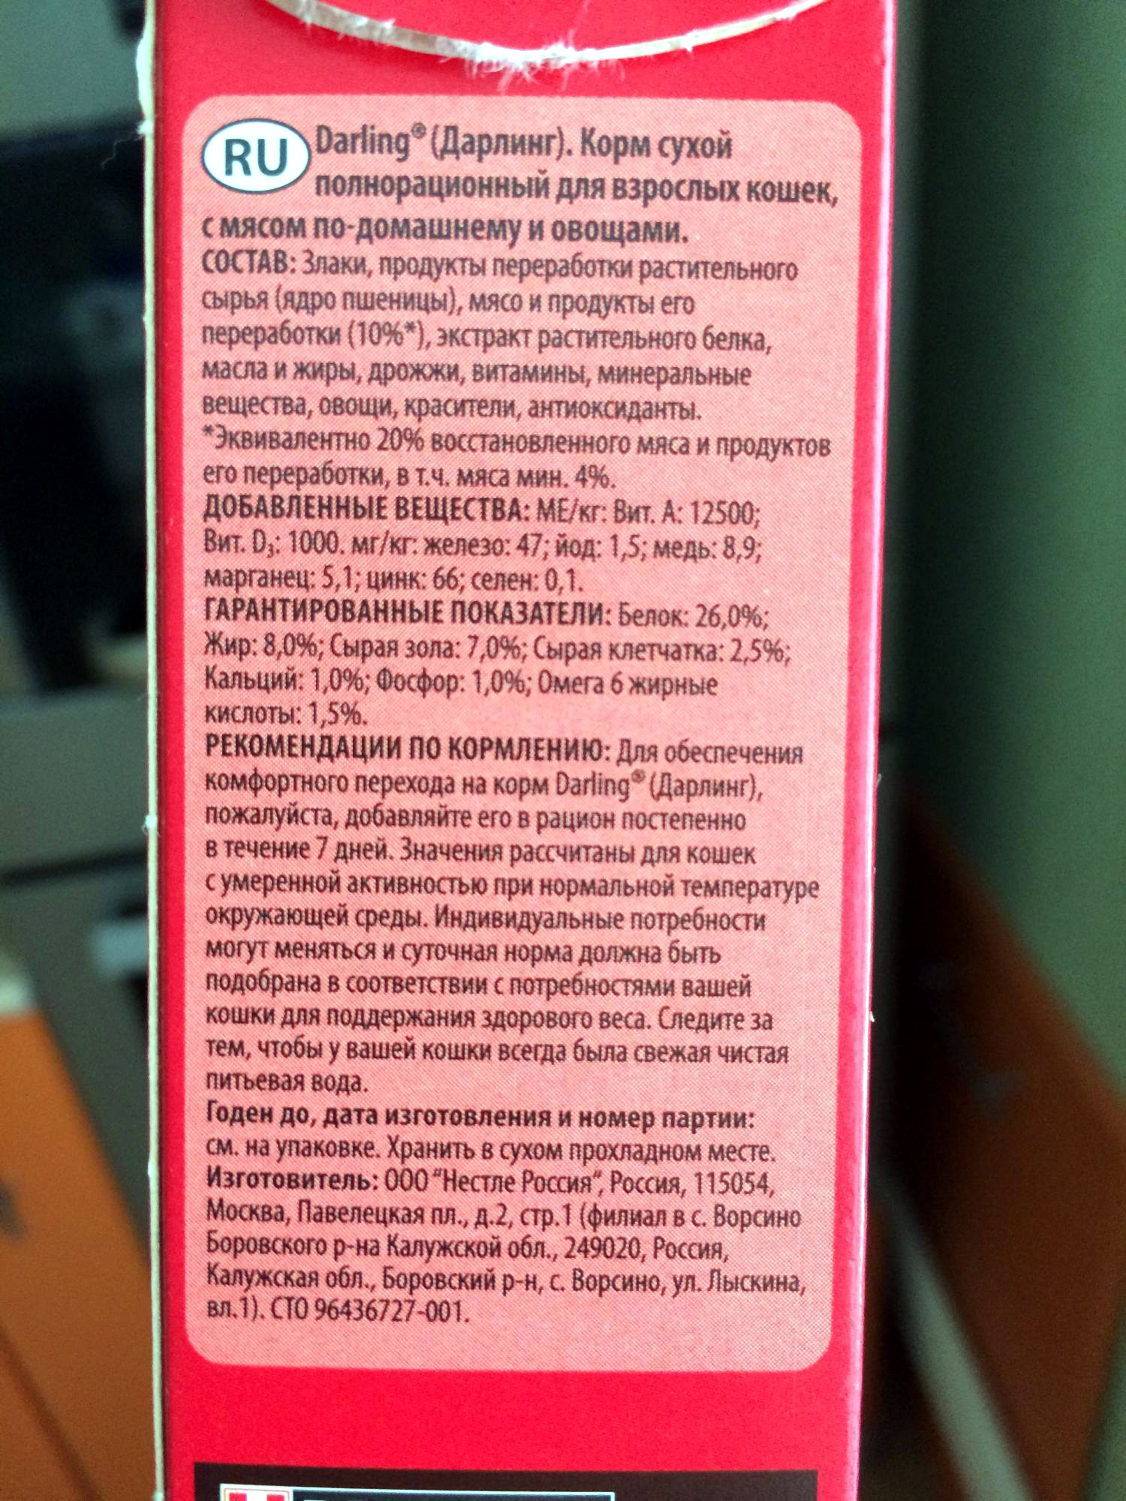 RU
Darling® (Дарлинг). Корм сухой
полнорационный для взрослых кошек,
с мясом по-домашнему и овощами.
СОСТАВ: Злаки, продукты переработки растительного
сырья (ядро пшеницы), мясо и продукты его
переработки (10%*), экстракт растительного белка,
масла и жиры, дрожжи, витамины, минеральные
вещества, овощи, красители, антиоксиданты.
*Эквивалентно 20% восстановленного мяса и продуктов
его переработки, в т.ч. мяса мин. 4%.
ДОБАВЛЕННЫЕ ВЕЩЕСТВА: МЕ/кг: Вит. А: 12500;
Вит. D₃: 1000. мг/кг: железо: 47; йод: 1,5; медь: 8,9;
марганец: 5,1; цинк: 66; селен: 0,1.
ГАРАНТИРОВАННЫЕ ПОКАЗАТЕЛИ: Белок: 26,0%;
Жир: 8,0%; Сырая зола: 7,0%; Сырая клетчатка: 2,5%;
Кальций: 1,0%; Фосфор: 1,0%; Омега 6 жирные
кислоты: 1,5%.
РЕКОМЕНДАЦИИ ПО КОРМЛЕНИЮ: Для обеспечения
комфортного перехода на корм Darling® (Дарлинг),
пожалуйста, добавляйте его в рацион постепенно
в течение 7 дней. Значения рассчитаны для кошек
с умеренной активностью при нормальной температуре
окружающей среды. Индивидуальные потребности
могут меняться и суточная норма должна быть
подобрана в соответствии с потребностями вашей
кошки для поддержания здорового веса. Следите за
тем, чтобы у вашей кошки всегда была свежая чистая
питьевая вода.
Годен до, дата изготовления и номер партии:
см. на упаковке. Хранить в сухом прохладном месте.
Изготовитель: ООО "Нестле Россия", Россия, 115054,
Москва, Павелецкая пл., д.2, стр.1 (филиал в с. Ворсино
Боровского р-на Калужской обл., 249020, Россия,
Калужская обл., Боровский р-н, с. Ворсино, ул. Лыскина,
вл.1). СТО 96436727-001.